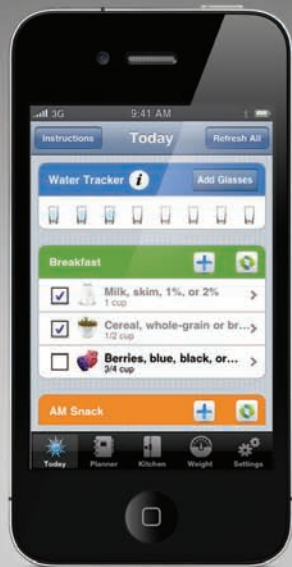 3G 9:41 AM
Instructions Today Refresh All
Water Tracker i Add Glasses
Breakfast
Milk, skim, 1%, or 2%
1 cup
Cereal, whole-grain or br...
1/2 cup
Berries, blue, black, or...
3/4 cup
AM Snack
Today Planner Kitchen Weight Settings